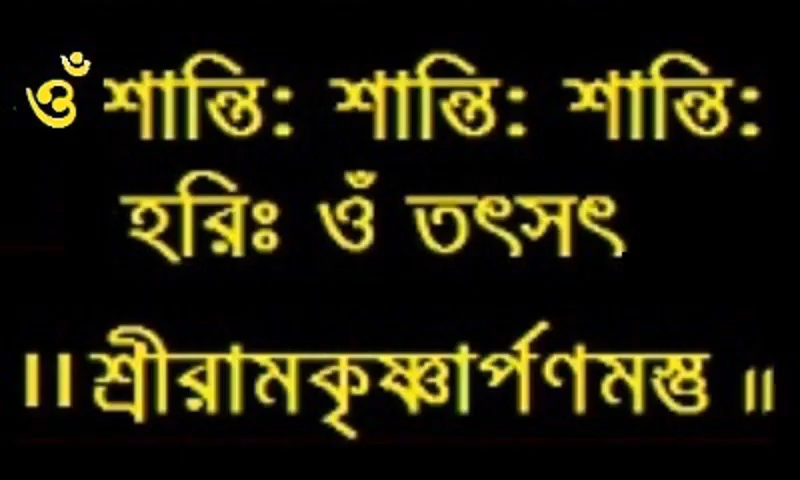 ওঁ শান্তি: শান্তি: শান্তি:
হরিঃ ওঁ তৎসৎ
।। শ্রীরামকৃষ্ণার্পণমস্তু ॥